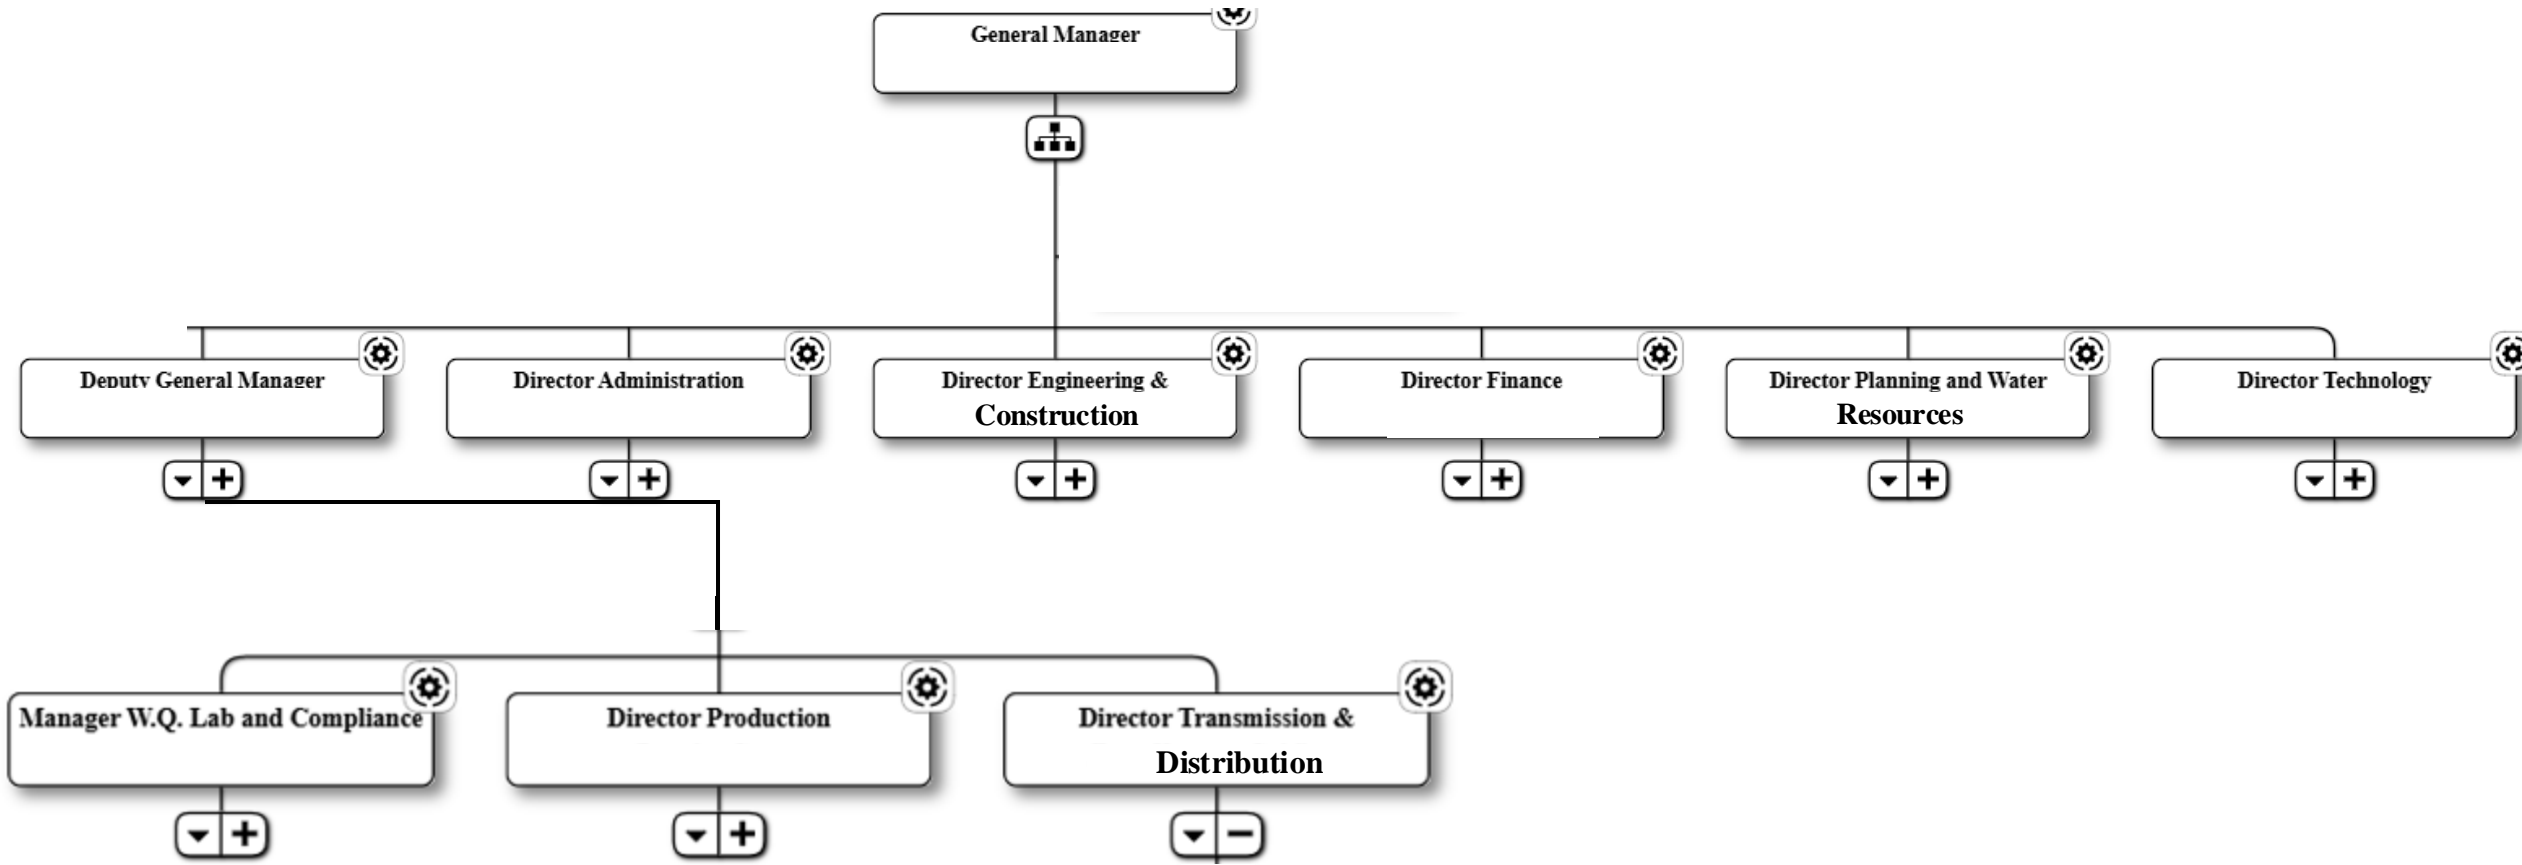 General Manager
Deputy General Manager
Director Administration
Director Engineering &
Construction
Director Finance
Director Planning and Water
Resources
Director Technology
Manager W.Q. Lab and Compliance
Director Production
Director Transmission &
Distribution